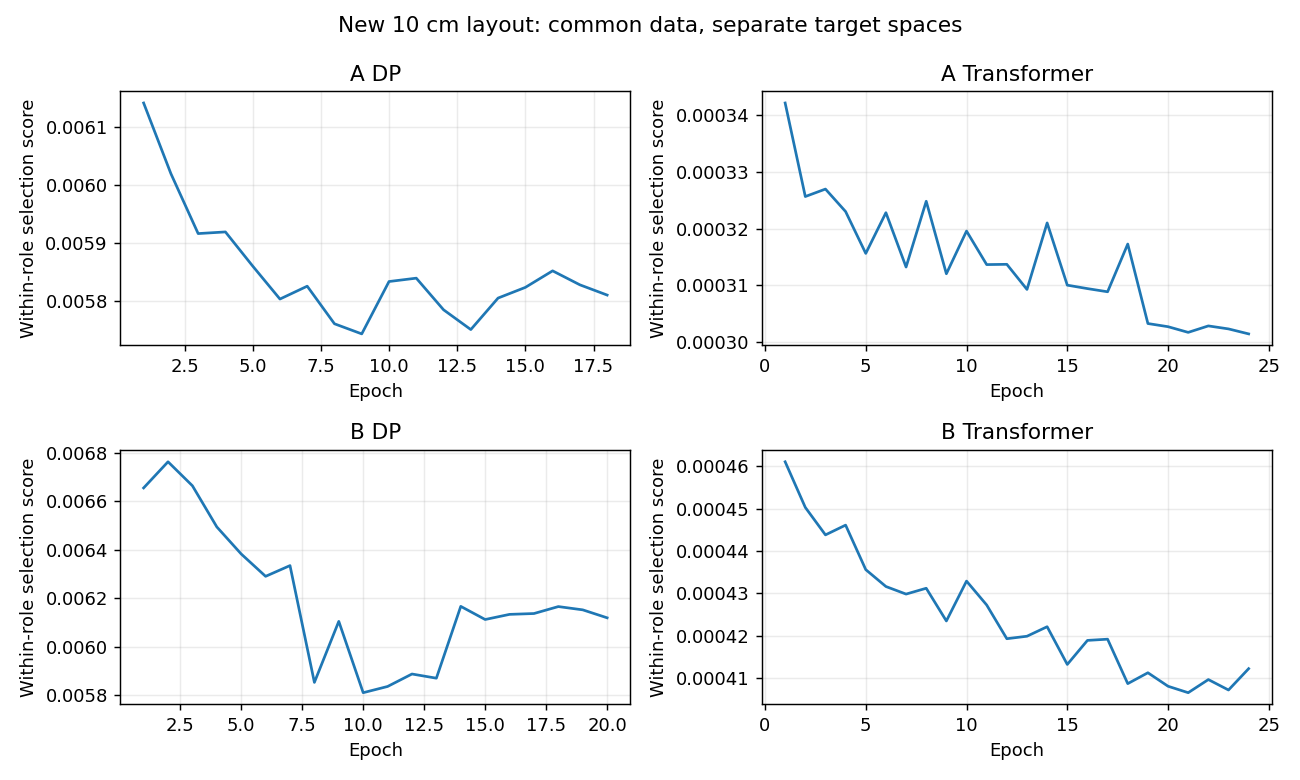 New 10 cm layout: common data, separate target spaces
A DP
Within-role selection score
0.0061
0.0060
0.0059
0.0058
2.5 5.0 7.5 10.0 12.5 15.0 17.5
Epoch
A Transformer
Within-role selection score
0.00034
0.00033
0.00032
0.00031
0.00030
0 5 10 15 20 25
Epoch
B DP
Within-role selection score
0.0068
0.0066
0.0064
0.0062
0.0060
0.0058
2.5 5.0 7.5 10.0 12.5 15.0 17.5 20.0
Epoch
B Transformer
Within-role selection score
0.00046
0.00045
0.00044
0.00043
0.00042
0.00041
0 5 10 15 20 25
Epoch